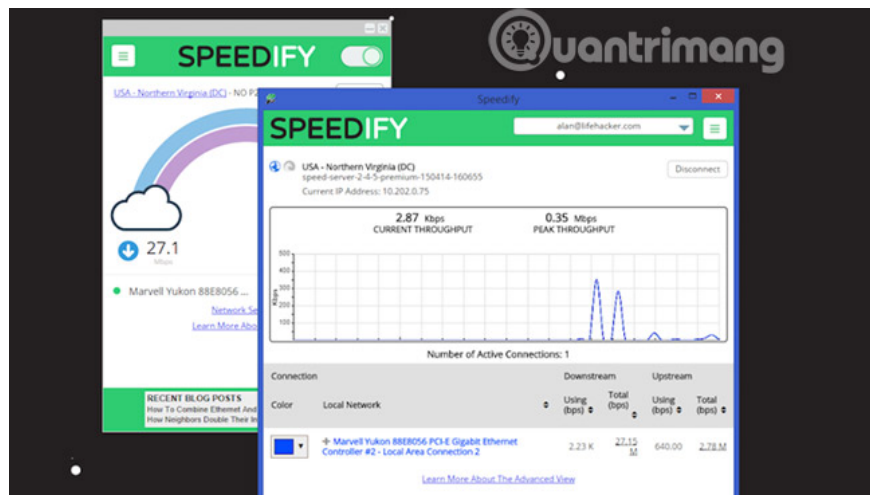 Quantrimang
SPEEDIFY
USA - Northern Virginia (DC) - NO P2
27.1
Mbps
Marvell Yukon 88E8056 ...
Network Se
Learn More Abo
RECENT BLOG POSTS
How To Combine Ethernet And
How Neighbors Double Their In
Speedify
SPEEDIFY
alan@lifehacker.com
USA - Northern Virginia (DC)
speed-server-2-4-5-premium-150414-160655
Current IP Address: 10.202.0.75
Disconnect
2.87 Kbps
CURRENT THROUGHPUT
0.35 Mbps
PEAK THROUGHPUT
Kbps
500
400
300
200
100
Number of Active Connections: 1
Connection Downstream Upstream
Color Local Network Using (bps) Total (bps) Using (bps) Total (bps)
Marvell Yukon 88E8056 PCI-E Gigabit Ethernet
Controller #2 - Local Area Connection 2
2.23 K 27.15 M 640.00 2.78 M
Learn More About The Advanced View